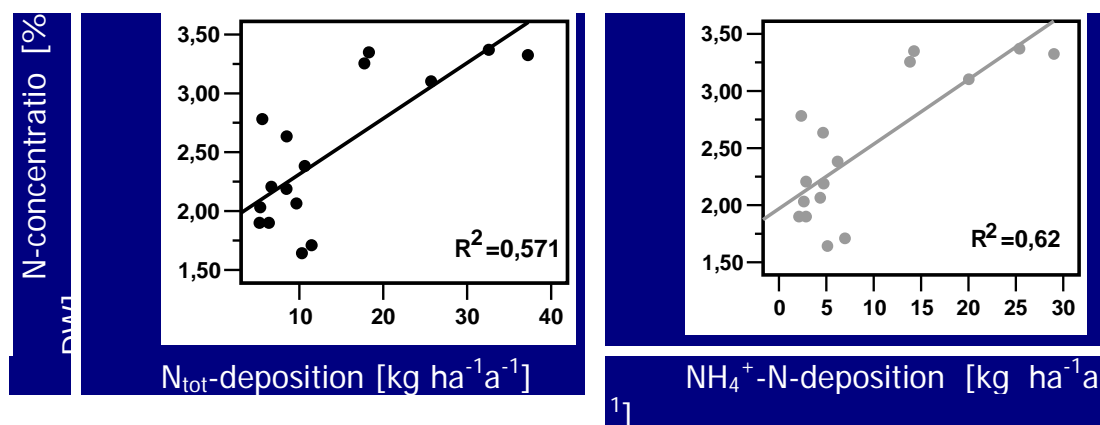 N-concentratio [%
DW]
3,50
3,00
2,50
2,00
1,50
R2=0,571
10 20 30 40
Ntot-deposition [kg ha-1a-1]
3,50
3,00
2,50
2,00
1,50
R2=0,62
0 5 10 15 20 25 30
NH4+-N-deposition [kg ha-1a
1]